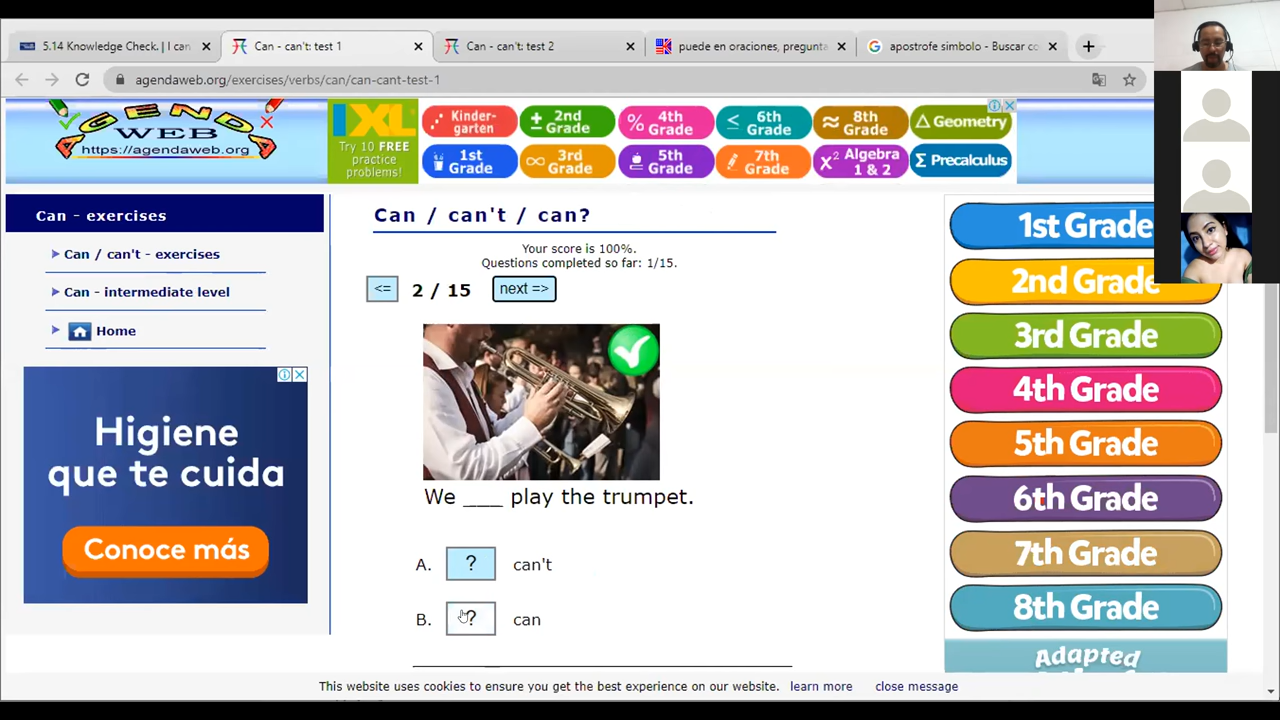 5.14 Knowledge Check. | I can
Can - can't: test 1
Can - can't: test 2
puede en oraciones, pregunta
apostrofe simbolo - Buscar co
agendaweb.org/exercises/verbs/can/can-cant-test-1
AGENDA
WEB
https://agendaweb.org
IXL
Try 10 FREE
practice
problems!
Kinder-
garten
2nd
Grade
4th
Grade
6th
Grade
8th
Grade
Geometry
1st
Grade
3rd
Grade
5th
Grade
7th
Grade
Algebra
1 & 2
Precalculus
Can - exercises
Can / can't - exercises
Can - intermediate level
Home
Higiene
que te cuida
Conoce más
Can / can't / can?
Your score is 100%.
Questions completed so far: 1/15.
<= 2 / 15 next =>
We ___ play the trumpet.
A. ? can't
B. ? can
1st Grade
2nd Grade
3rd Grade
4th Grade
5th Grade
6th Grade
7th Grade
8th Grade
Adapted
This website uses cookies to ensure you get the best experience on our website. learn more close message